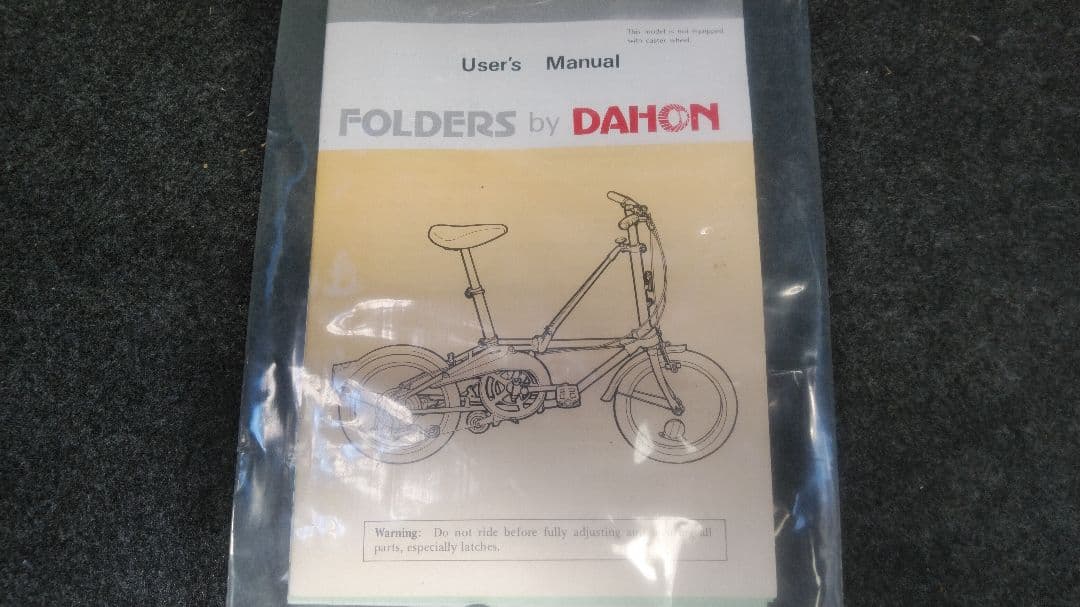 This model is not equipped
with caster wheel.
User's Manual
FOLDERS by DAHON
Warning: Do not ride before fully adjusting all
parts, especially latches.